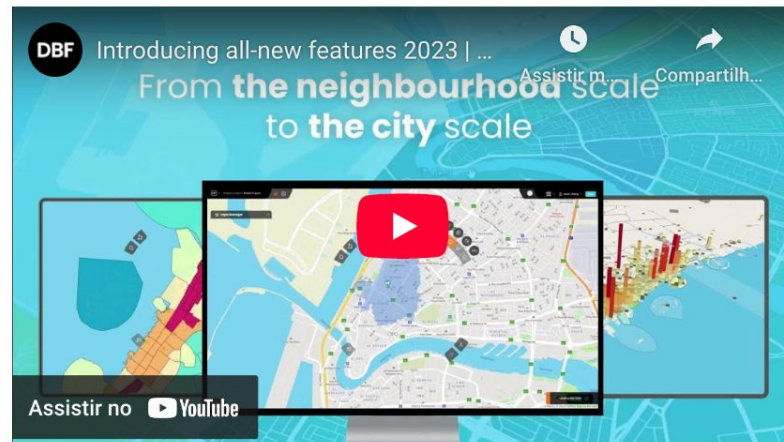 DBF
Introducing all-new features 2023 | ...
Assistir m...
Compartilh...
From the neighbourhood scale
to the city scale
Assistir no YouTube